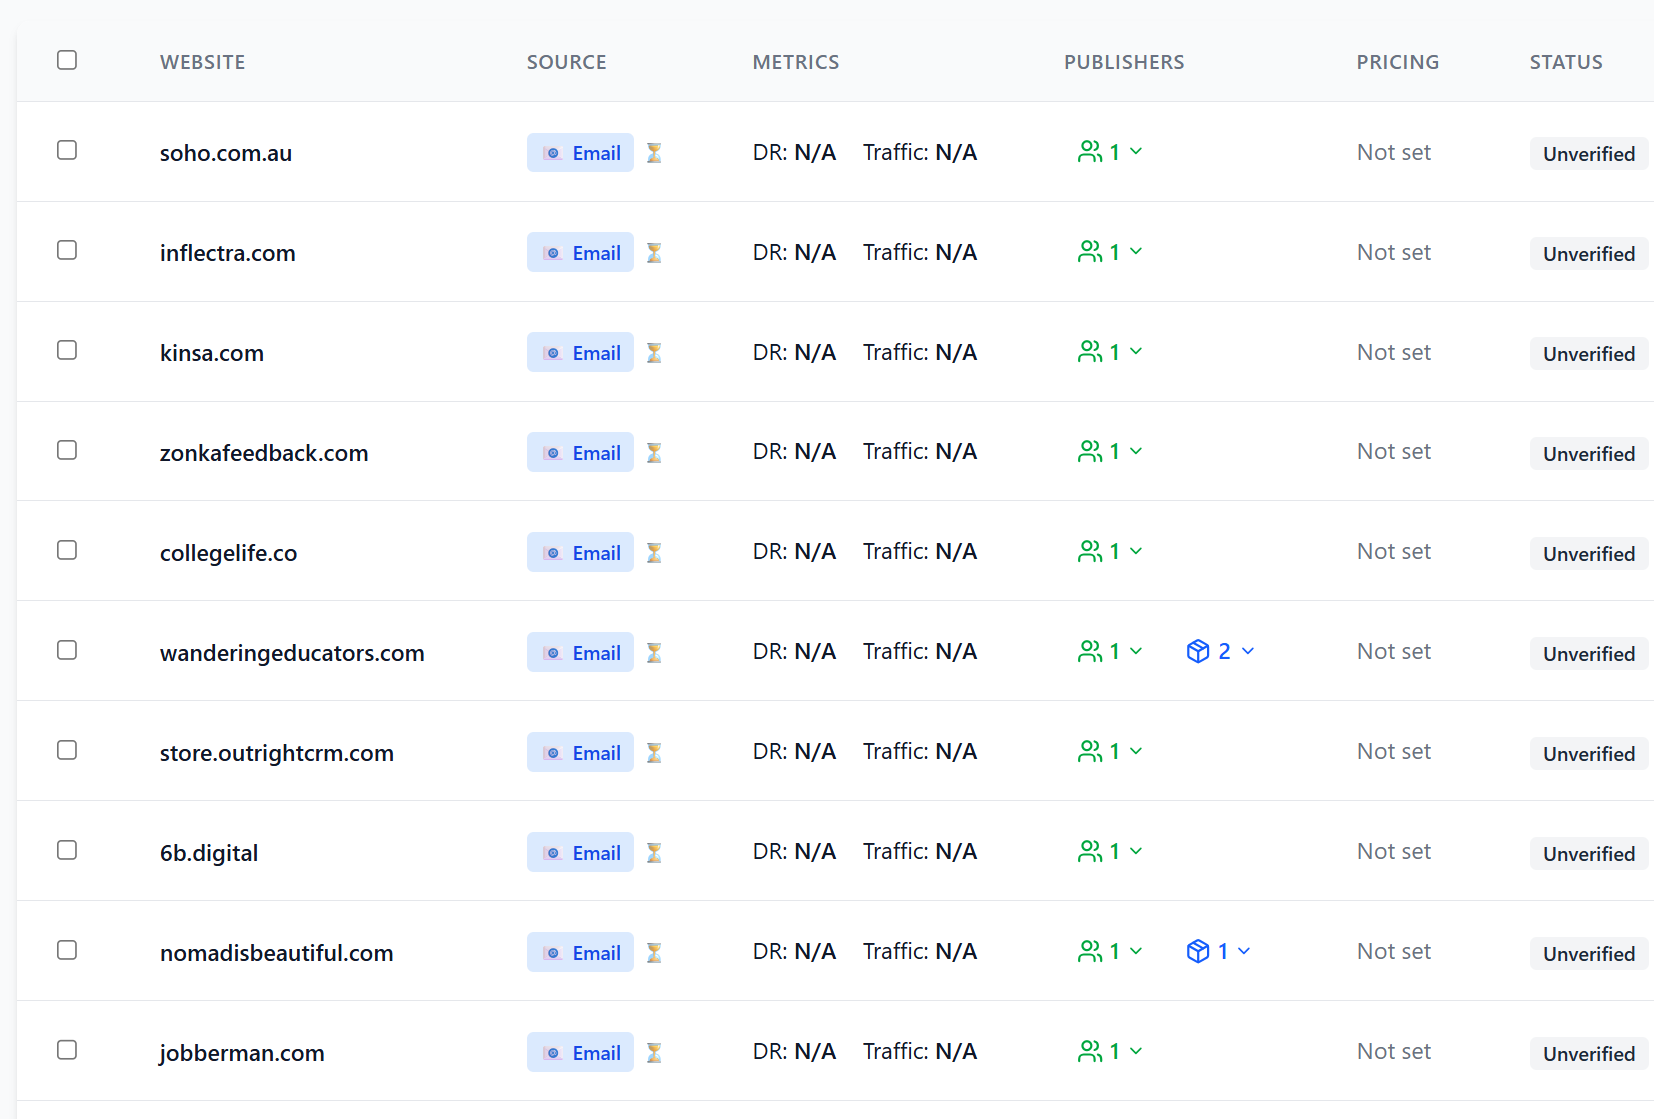 WEBSITE SOURCE METRICS PUBLISHERS PRICING STATUS
soho.com.au Email DR: N/A Traffic: N/A 1 Not set Unverified
inflectra.com Email DR: N/A Traffic: N/A 1 Not set Unverified
kinsa.com Email DR: N/A Traffic: N/A 1 Not set Unverified
zonkafeedback.com Email DR: N/A Traffic: N/A 1 Not set Unverified
collegelife.co Email DR: N/A Traffic: N/A 1 Not set Unverified
wanderingeducators.com Email DR: N/A Traffic: N/A 1 2 Not set Unverified
store.outrightcrm.com Email DR: N/A Traffic: N/A 1 Not set Unverified
6b.digital Email DR: N/A Traffic: N/A 1 Not set Unverified
nomadisbeautiful.com Email DR: N/A Traffic: N/A 1 1 Not set Unverified
jobberman.com Email DR: N/A Traffic: N/A 1 Not set Unverified